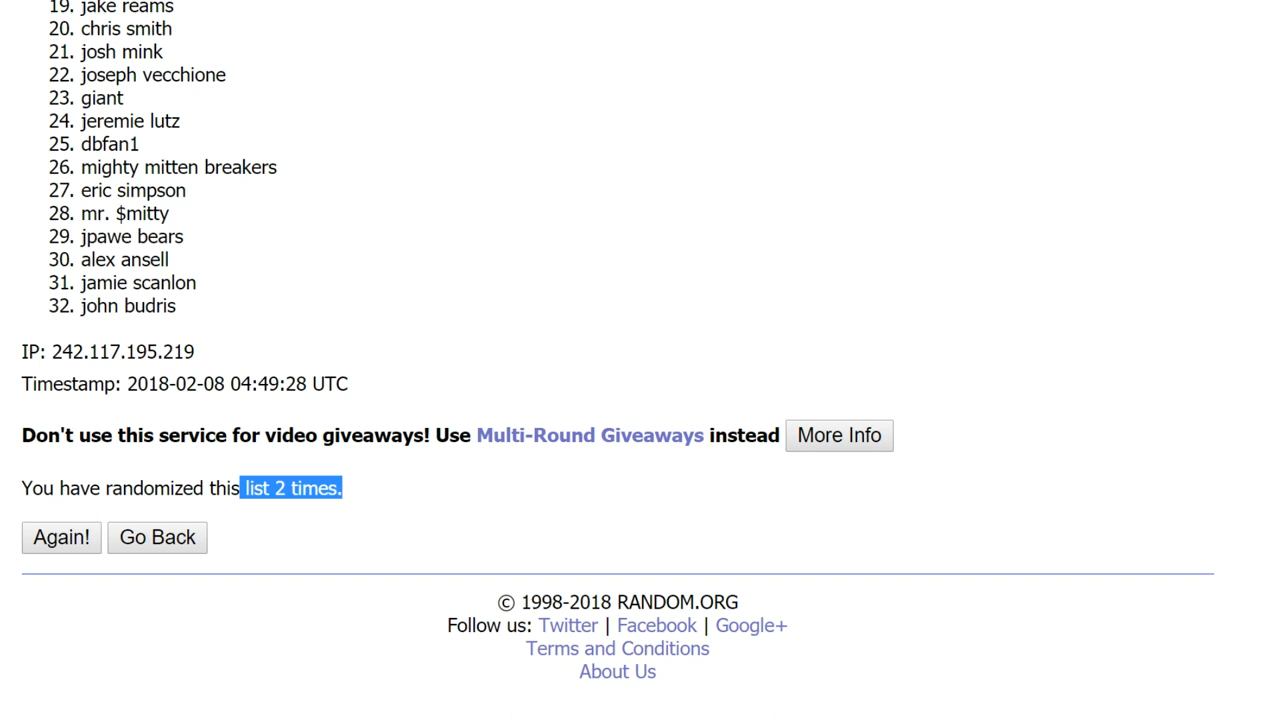 19. jake reams
20. chris smith
21. josh mink
22. joseph vecchione
23. giant
24. jeremie lutz
25. dbfan1
26. mighty mitten breakers
27. eric simpson
28. mr. $mitty
29. jpawe bears
30. alex ansell
31. jamie scanlon
32. john budris
IP: 242.117.195.219
Timestamp: 2018-02-08 04:49:28 UTC
Don't use this service for video giveaways! Use Multi-Round Giveaways instead More Info
You have randomized this list 2 times.
Again! Go Back
© 1998-2018 RANDOM.ORG
Follow us: Twitter | Facebook | Google+
Terms and Conditions
About Us